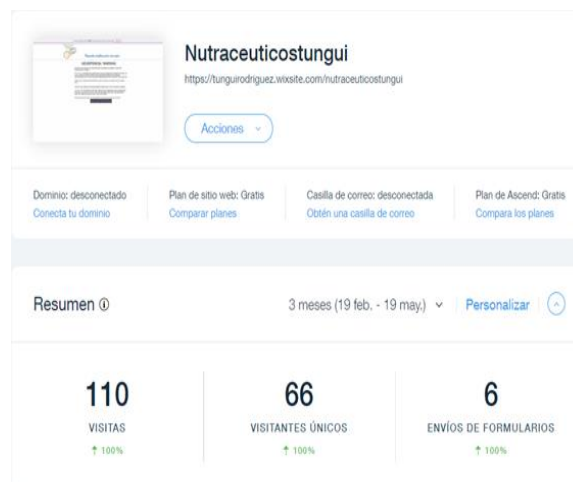 Nutraceuticostungui
https://tunguirodriguez.wixsite.com/nutraceuticostungui
Acciones
Dominio: desconectado
Conecta tu dominio
Plan de sitio web: Gratis
Comparar planes
Casilla de correo: desconectada
Obtén una casilla de correo
Plan de Ascend: Gratis
Compara los planes
Resumen
3 meses (19 feb. - 19 may.)
Personalizar
110
VISITAS
↑ 100%
66
VISITANTES ÚNICOS
↑ 100%
6
ENVÍOS DE FORMULARIOS
↑ 100%